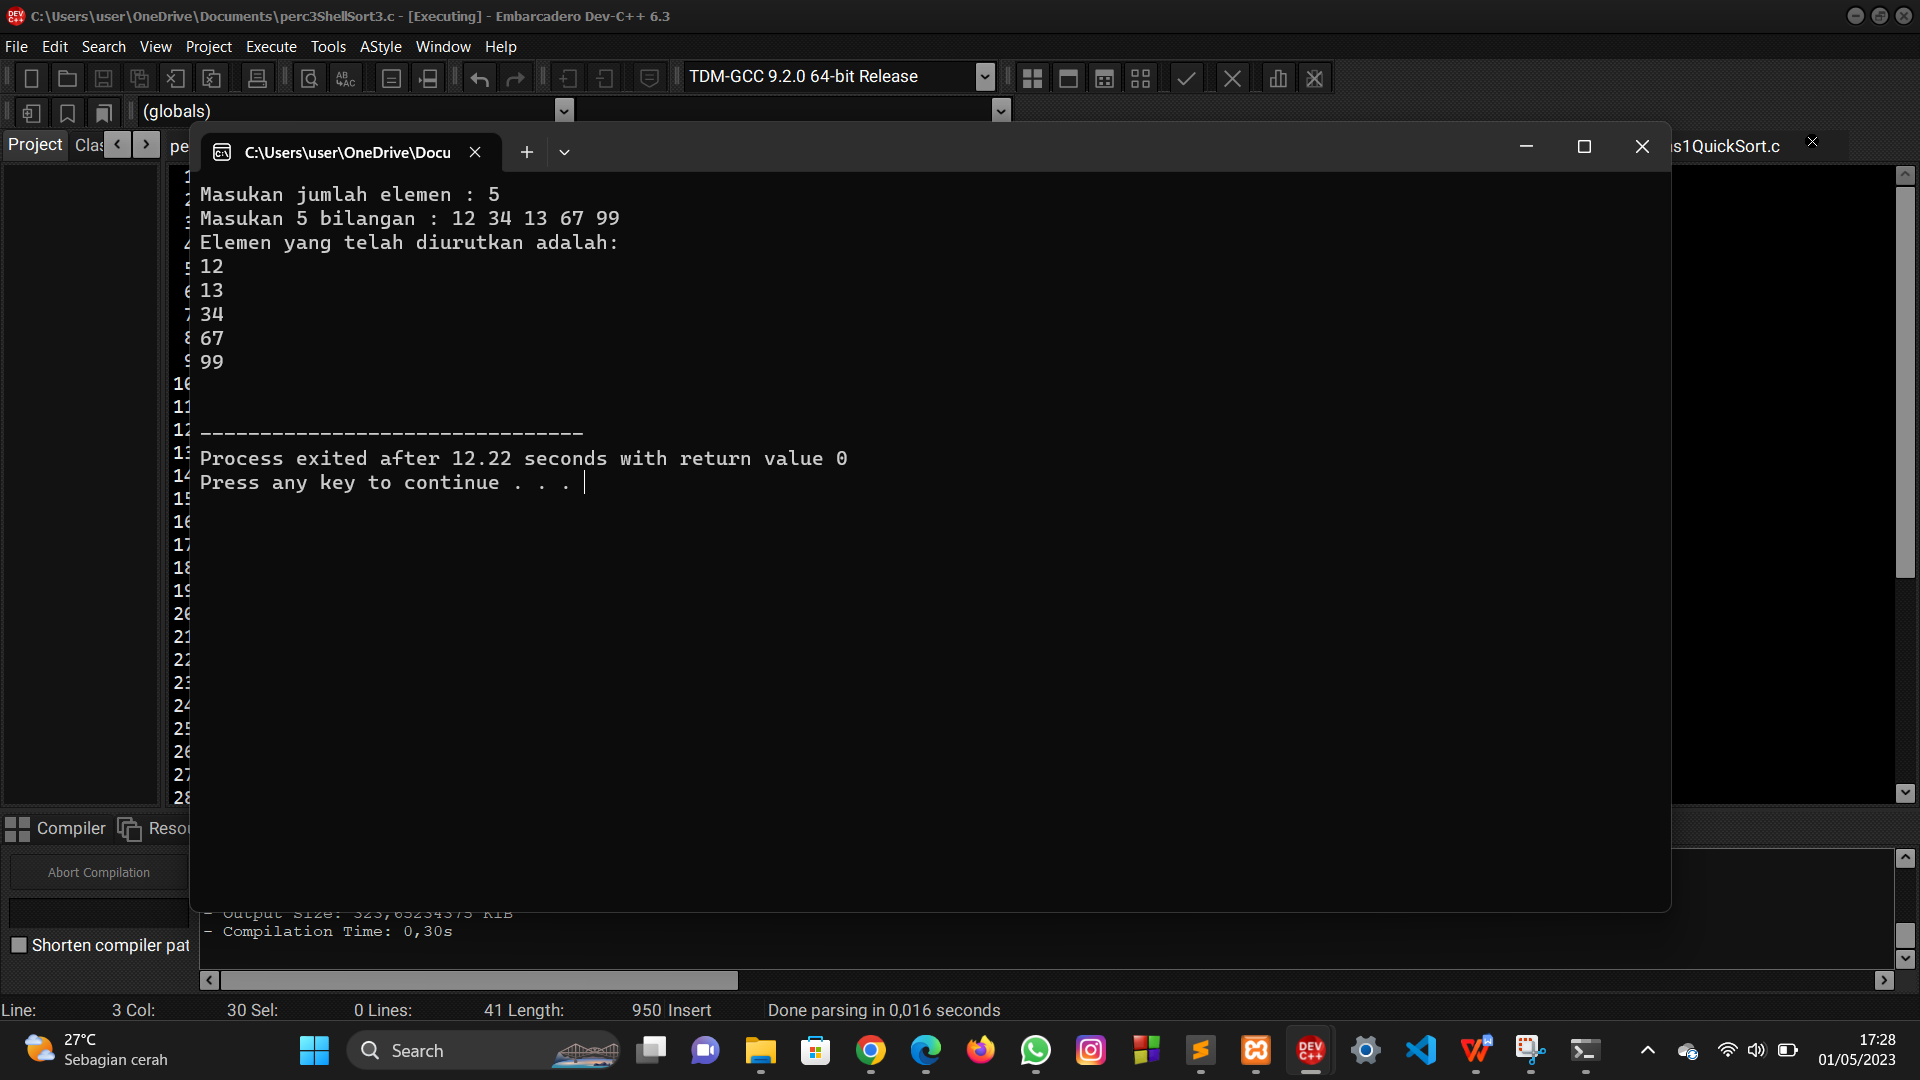 C:\Users\user\OneDrive\Documents\perc3ShellSort3.c - [Executing] - Embarcadero Dev-C++ 6.3
File Edit Search View Project Execute Tools AStyle Window Help
TDM-GCC 9.2.0 64-bit Release
(globals)
Project
s1QuickSort.c
C:\Users\user\OneDrive\Docu
Masukan jumlah elemen : 5
Masukan 5 bilangan : 12 34 13 67 99
Elemen yang telah diurutkan adalah:
12
13
34
67
99
--------------------------------
Process exited after 12.22 seconds with return value 0
Press any key to continue . . .
Compiler
Abort Compilation
Shorten compiler pat
- Output Size: 323,65234375 KiB
- Compilation Time: 0,30s
Line: 3 Col: 30 Sel: 0 Lines: 41 Length: 950 Insert Done parsing in 0,016 seconds
27°C
Sebagian cerah
Search
17:28
01/05/2023